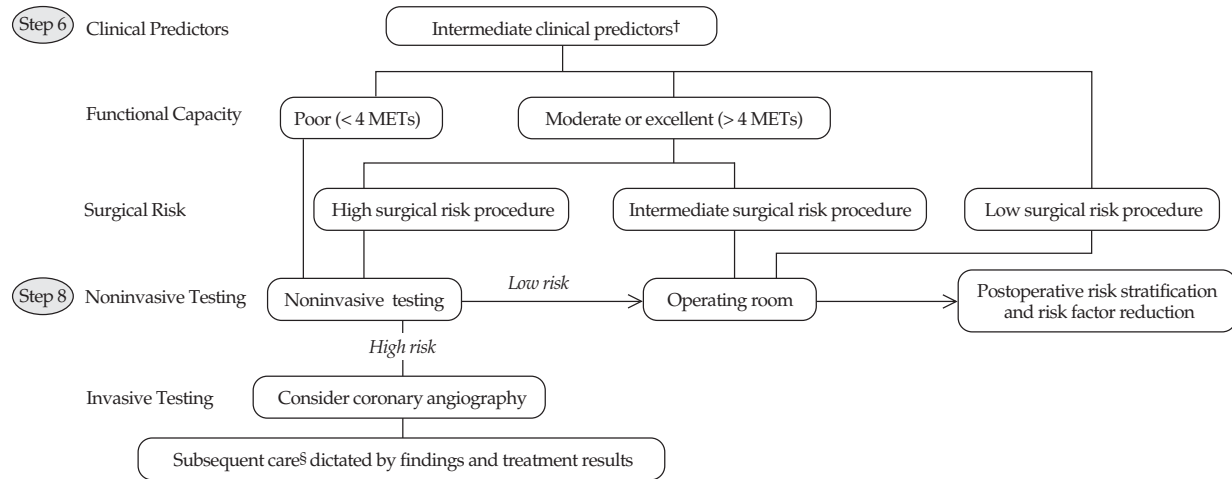 Step 6
Clinical Predictors
Intermediate clinical predictors†
Functional Capacity
Poor (< 4 METs)
Moderate or excellent (> 4 METs)
Surgical Risk
High surgical risk procedure
Intermediate surgical risk procedure
Low surgical risk procedure
Step 8
Noninvasive Testing
Noninvasive testing
Low risk
Operating room
Postoperative risk stratification
and risk factor reduction
High risk
Invasive Testing
Consider coronary angiography
Subsequent care§ dictated by findings and treatment results